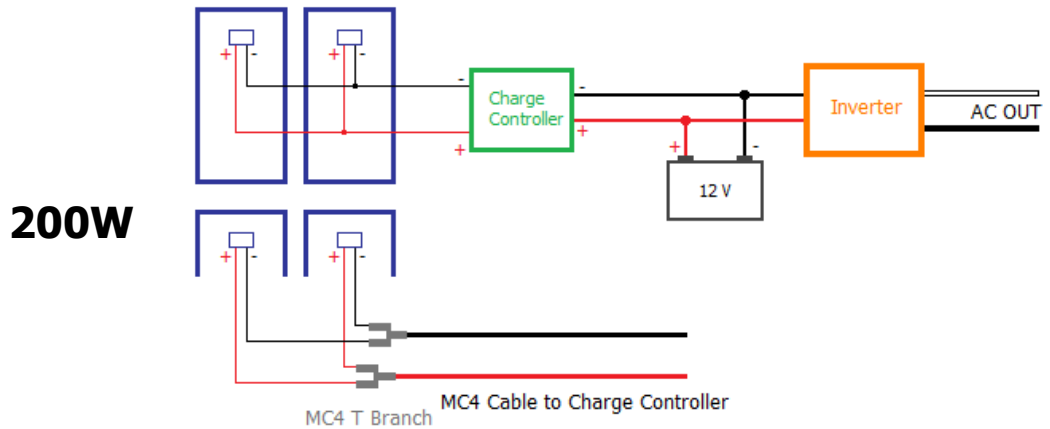 + - + -
- -
Charge
Controller
Inverter
AC OUT
+ +
+ -
12 V
200W
+ - + -
MC4 Cable to Charge Controller
MC4 T Branch